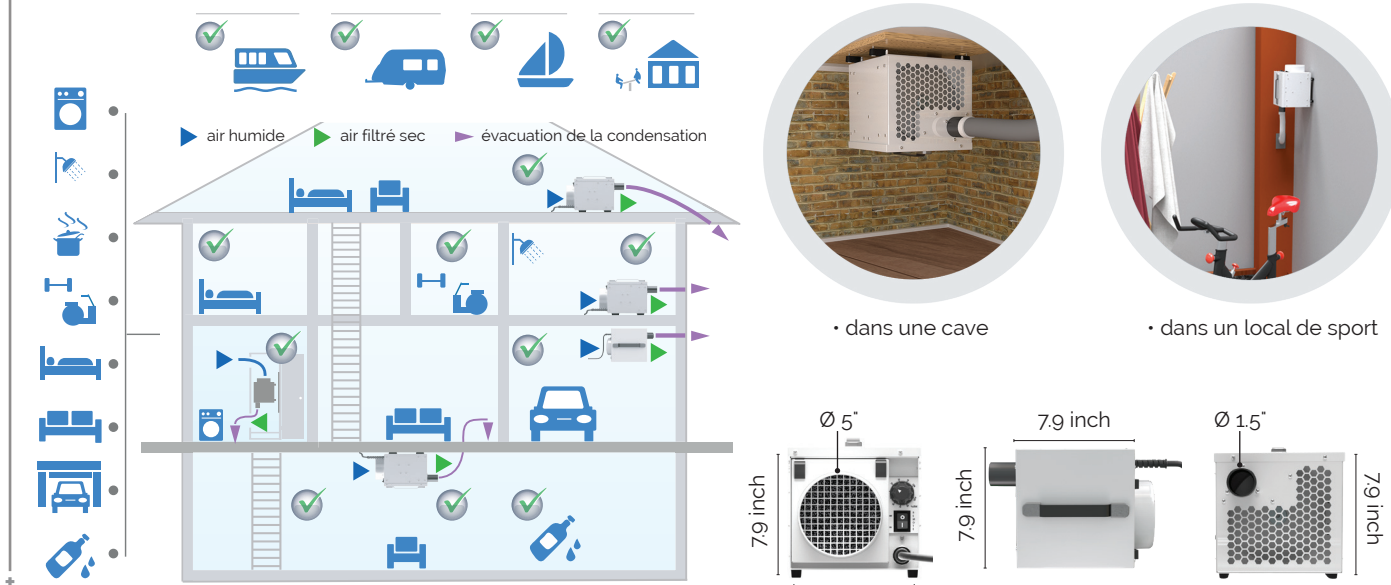 air humide
air filtré sec
évacuation de la condensation
• dans une cave
• dans un local de sport
Ø 5"
7.9 inch
7.9 inch
7.9 inch
Ø 1.5"
7.9 inch